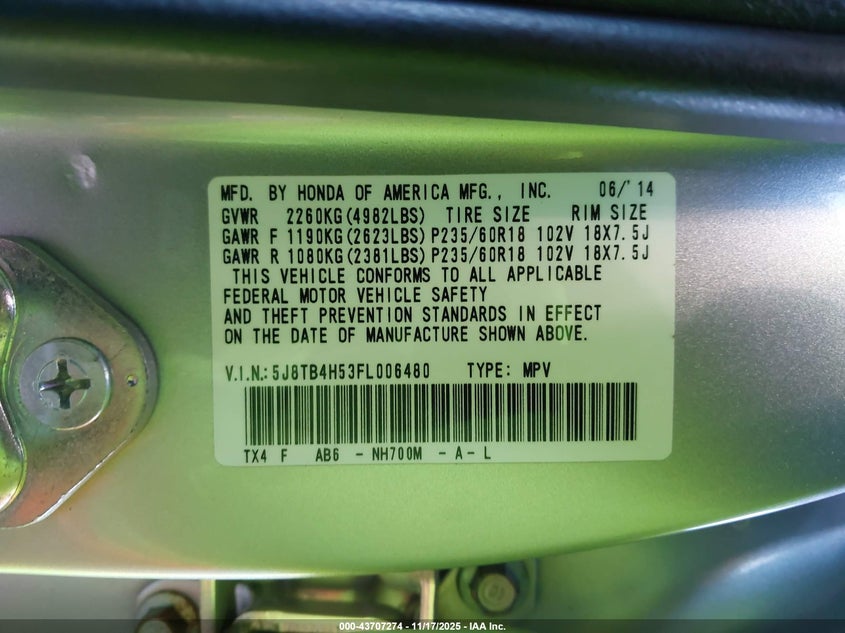 MFD. BY HONDA OF AMERICA MFG., INC. 06/'14
GVWR 2260KG(4982LBS) TIRE SIZE RIM SIZE
GAWR F 1190KG(2623LBS) P235/60R18 102V 18X7.5J
GAWR R 1080KG(2381LBS) P235/60R18 102V 18X7.5J
THIS VEHICLE CONFORMS TO ALL APPLICABLE
FEDERAL MOTOR VEHICLE SAFETY
AND THEFT PREVENTION STANDARDS IN EFFECT
ON THE DATE OF MANUFACTURE SHOWN ABOVE.
V.I.N.: 5J8TB4H53FL006480 TYPE: MPV
TX4 F AB6 - NH700M - A - L
000-43707274 - 11/17/2025 - IAA Inc.